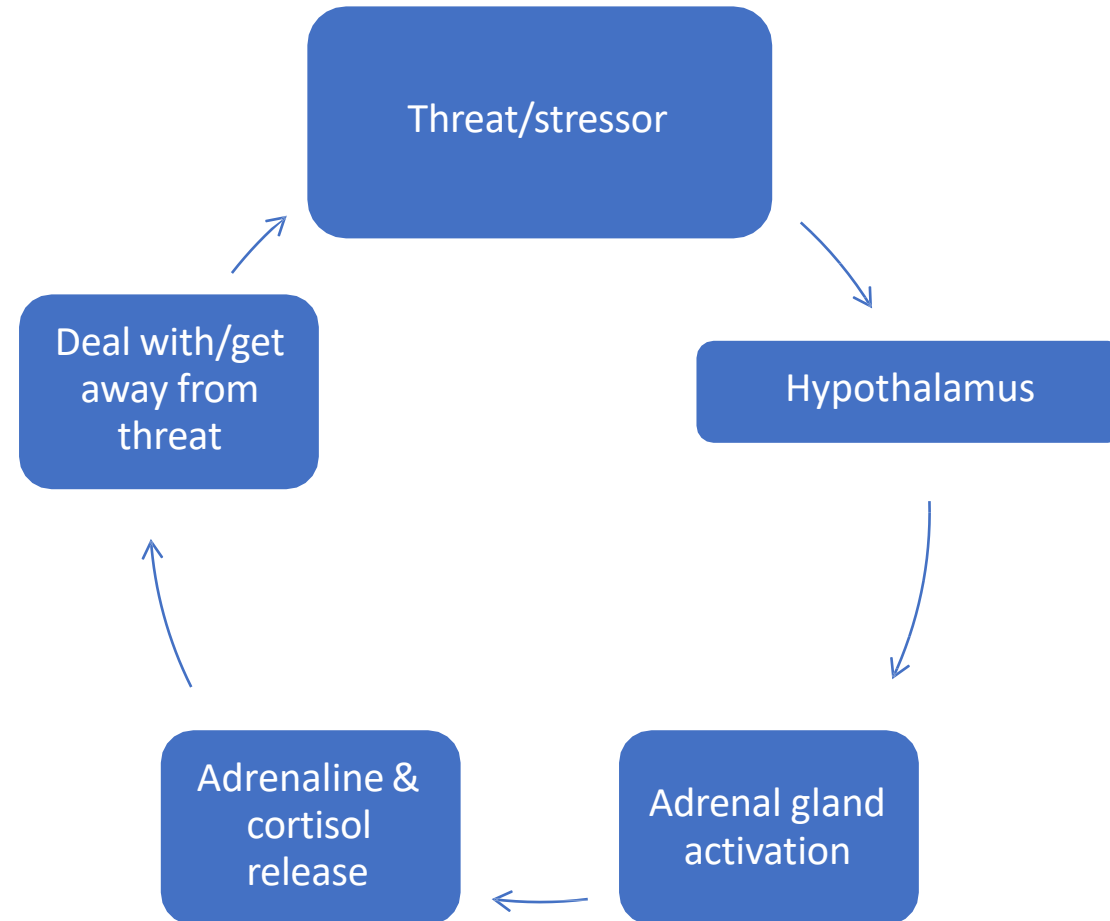 Threat/stressor
Hypothalamus
Adrenal gland
activation
Adrenaline &
cortisol
release
Deal with/get
away from
threat